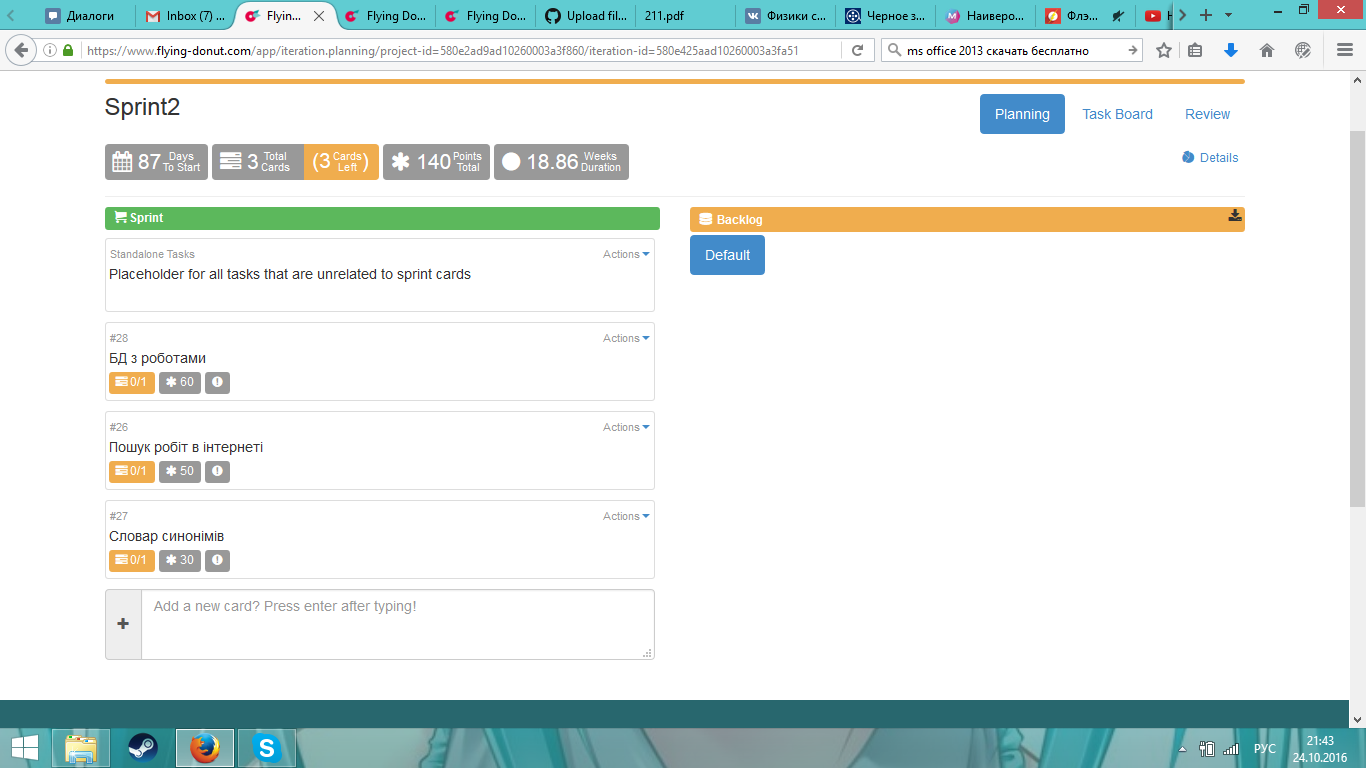 Диалоги
Inbox (7) ...
Flyin...
Flying Do...
Flying Do...
Upload fil...
211.pdf
Физики с...
Черное з...
Наиверо...
Флэ...
https://www.flying-donut.com/app/iteration.planning/project-id=580e2ad9ad10260003a3f860/iteration-id=580e425aad10260003a3fa51
ms office 2013 скачать бесплатно
Sprint2
Planning
Task Board
Review
87 Days To Start
3 Total Cards
(3 Cards Left)
140 Points Total
18.86 Weeks Duration
Details
Sprint
Backlog
Default
Standalone Tasks
Actions
Placeholder for all tasks that are unrelated to sprint cards
#28
Actions
БД з роботами
0/1
60
#26
Actions
Пошук робіт в інтернеті
0/1
50
#27
Actions
Словар синонімів
0/1
30
Add a new card? Press enter after typing!
РУС
21:43
24.10.2016